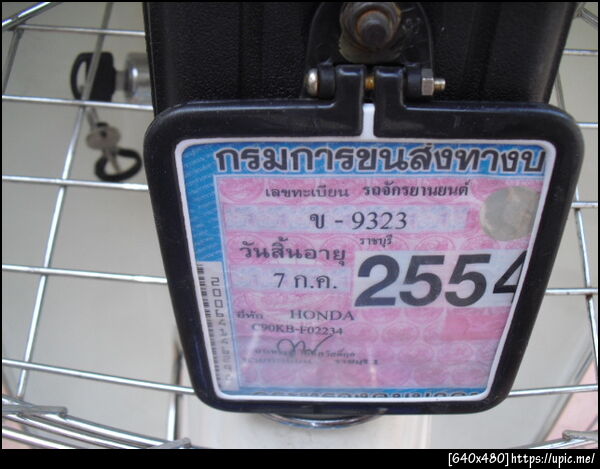 กรมการขนส่งทางบ
เลขทะเบียน รถจักรยานยนต์
ข - 9323
ราชบุรี
วันสิ้นอายุ
7 ก.ค. 2554
ยี่ห้อ HONDA
C90KB-F02234
[640x480]https://upic.me/